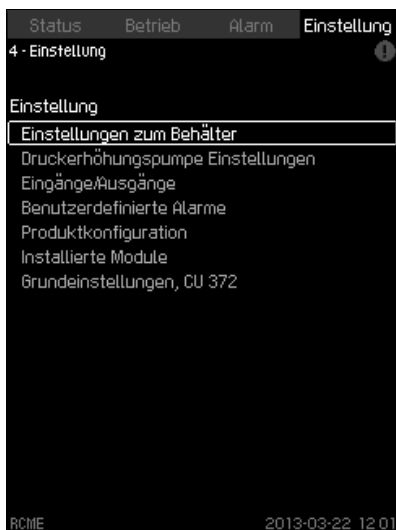 Status Betrieb Alarm Einstellung
4 - Einstellung
Einstellung
Einstellungen zum Behälter
Druckerhöhungspumpe Einstellungen
Eingänge/Ausgänge
Benutzerdefinierte Alarme
Produktkonfiguration
Installierte Module
Grundeinstellungen, CU 372
RCME 2013-03-22 12:01